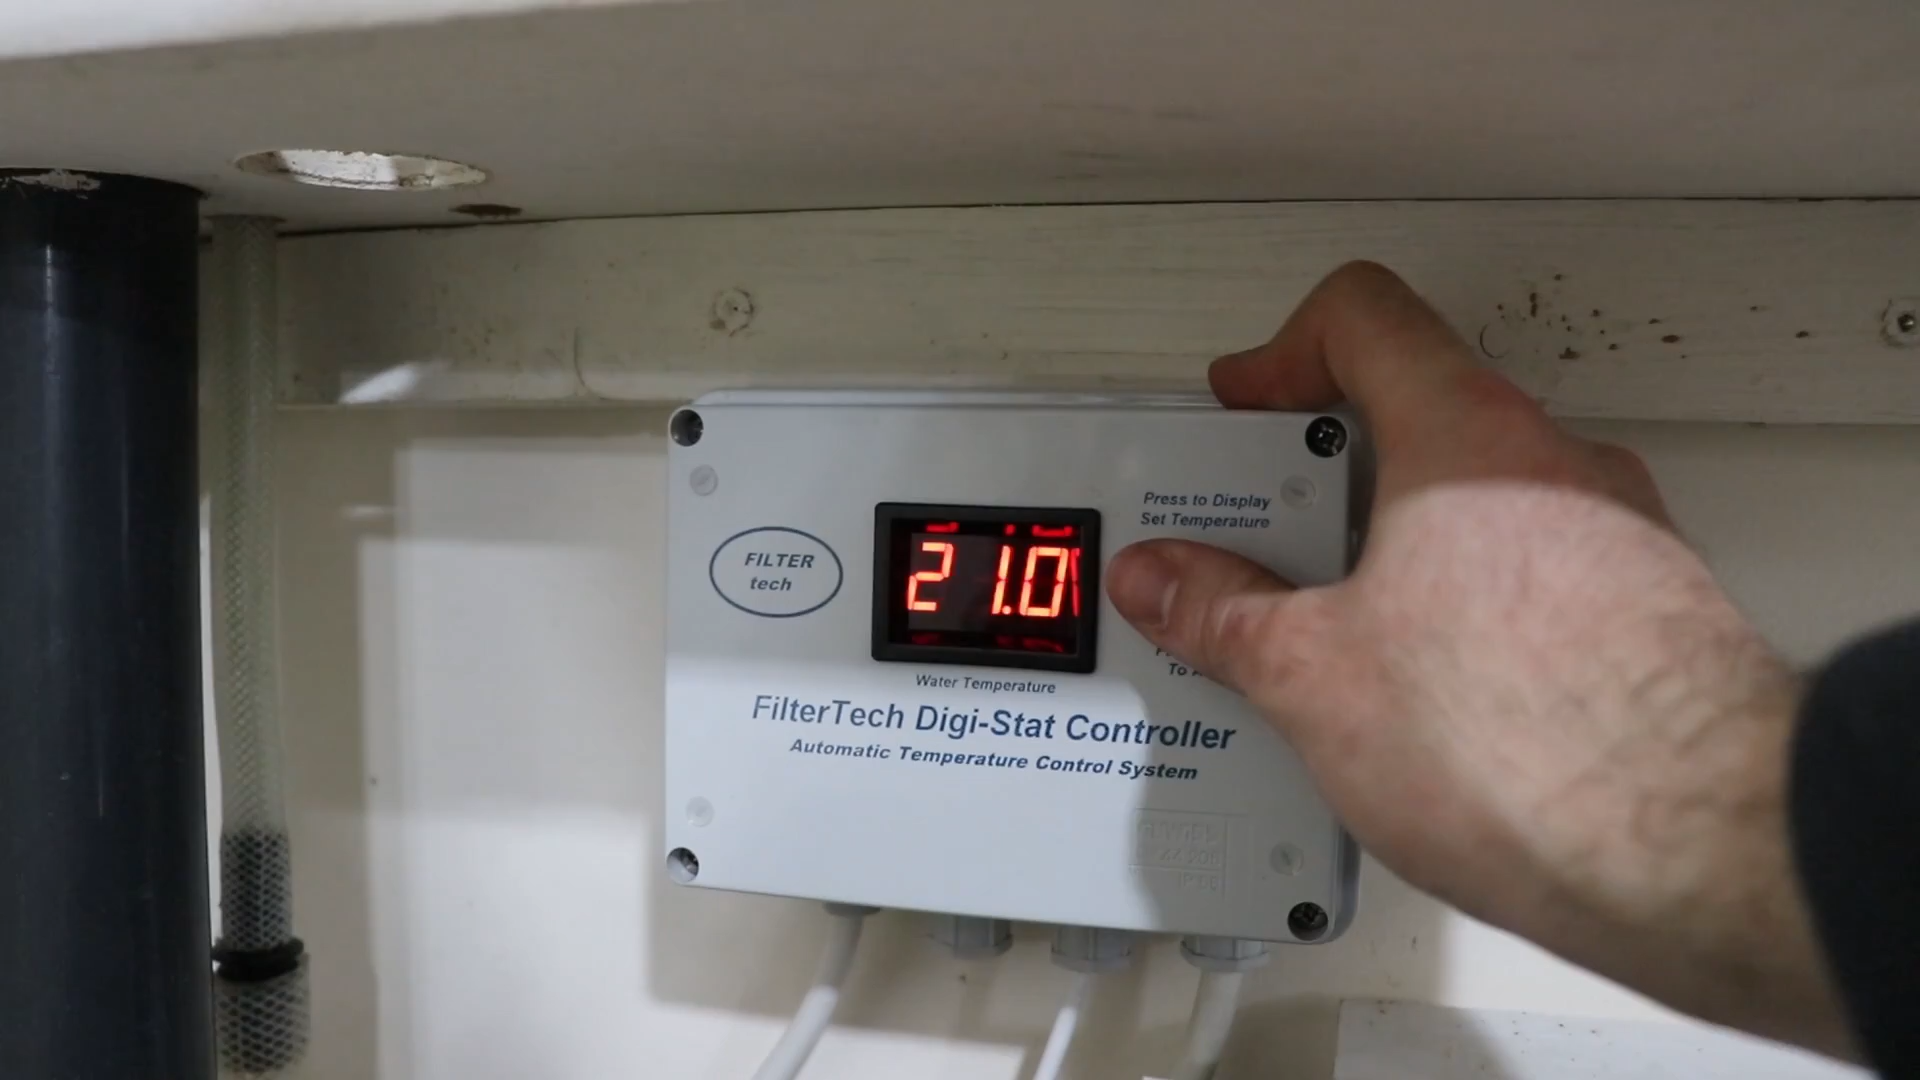 Press to Display
Set Temperature
FILTER
tech
21.0
To
Water Temperature
FilterTech Digi-Stat Controller
Automatic Temperature Control System